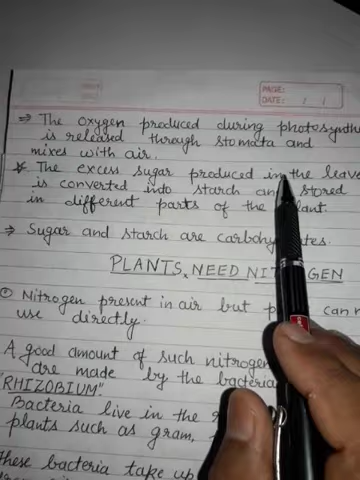 PAGE:
DATE: / /
⇒ The oxygen produced during photosynthe
is released through stomata and
mixes with air.
* The excess sugar produced in the leave
is converted into starch and stored
in different parts of the plant.
⇒ Sugar and starch are carbohy tes.
PLANTS NEED NIT GEN
Nitrogen present in air but can n
use directly.
A good amount of such nitrogen
are made by the bacteria
"RHIZOBIUM".
Bacteria live in the
plants such as gram,
these bacteria take up